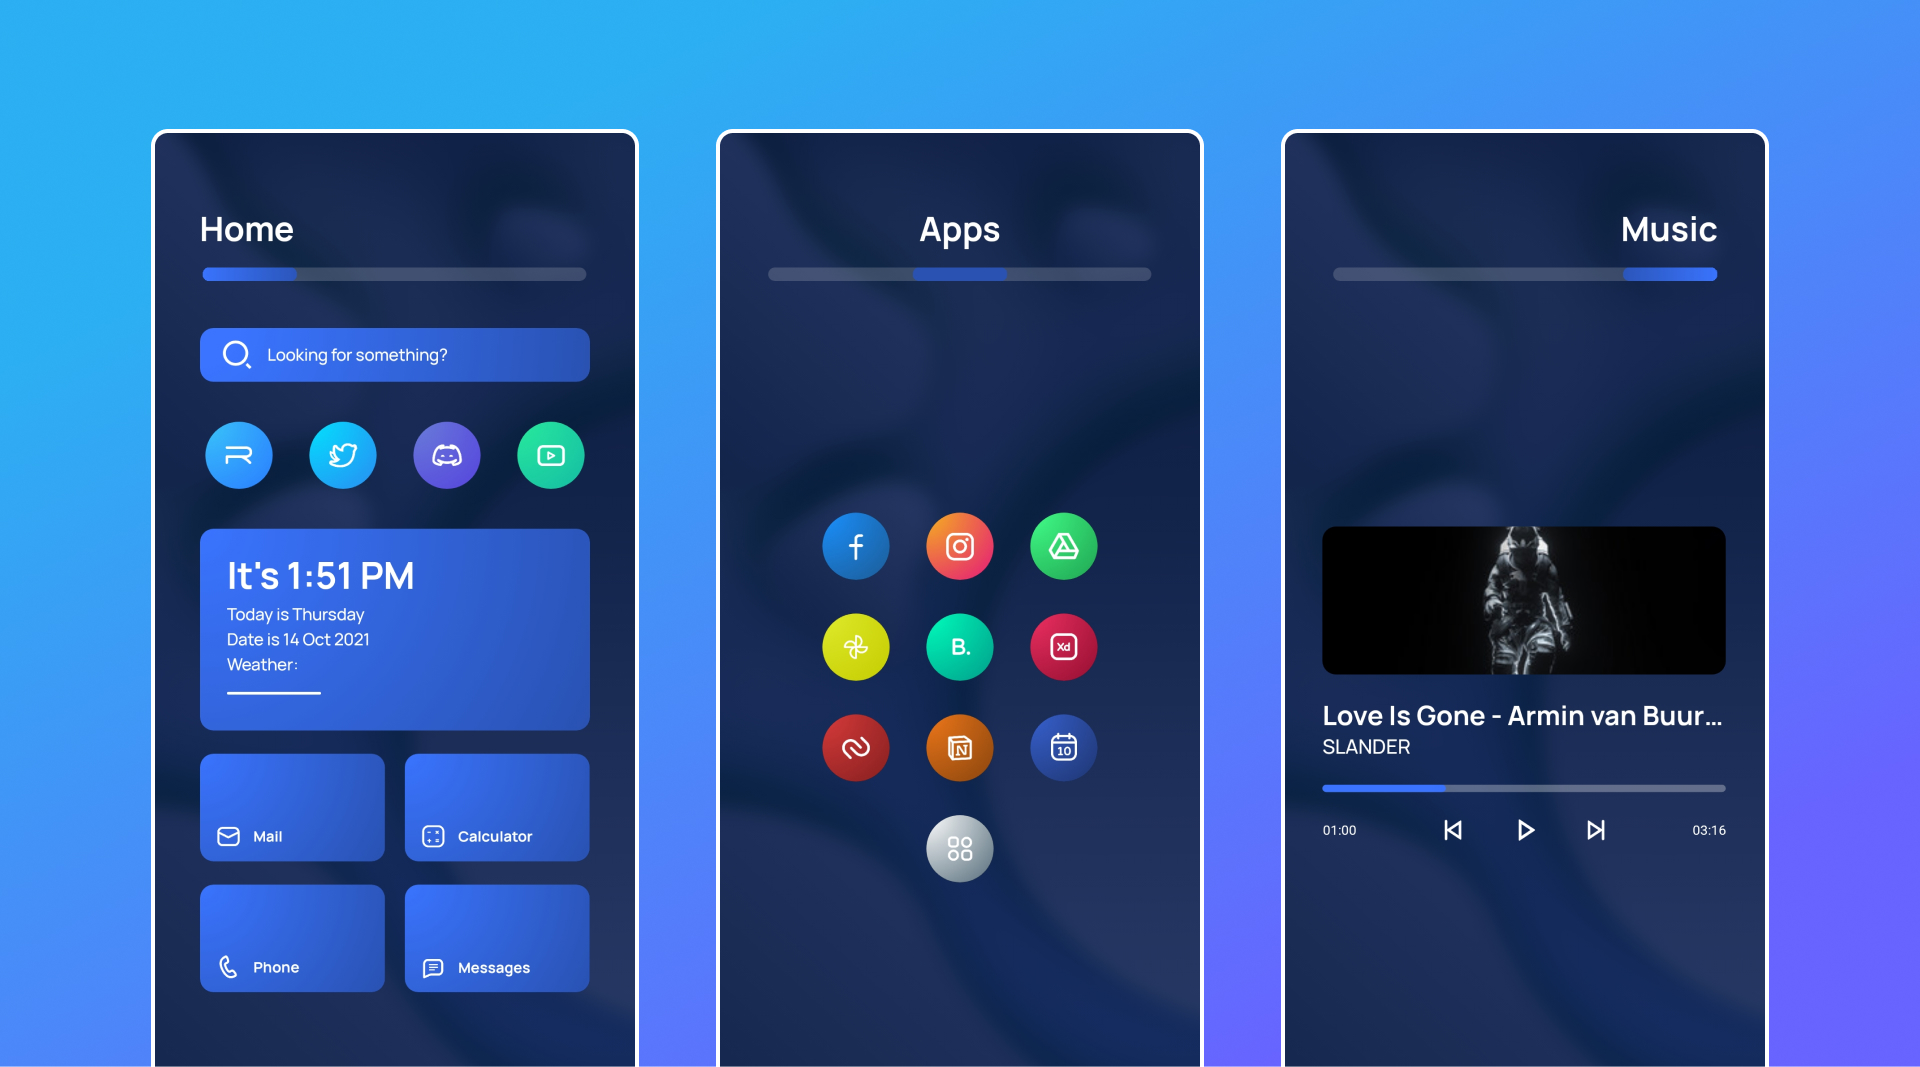 Home
Looking for something?
It's 1:51 PM
Today is Thursday
Date is 14 Oct 2021
Weather:
Mail
Calculator
Phone
Messages
Apps
B.
Xd
N
10
Music
Love Is Gone - Armin van Buur...
SLANDER
01:00
03:16